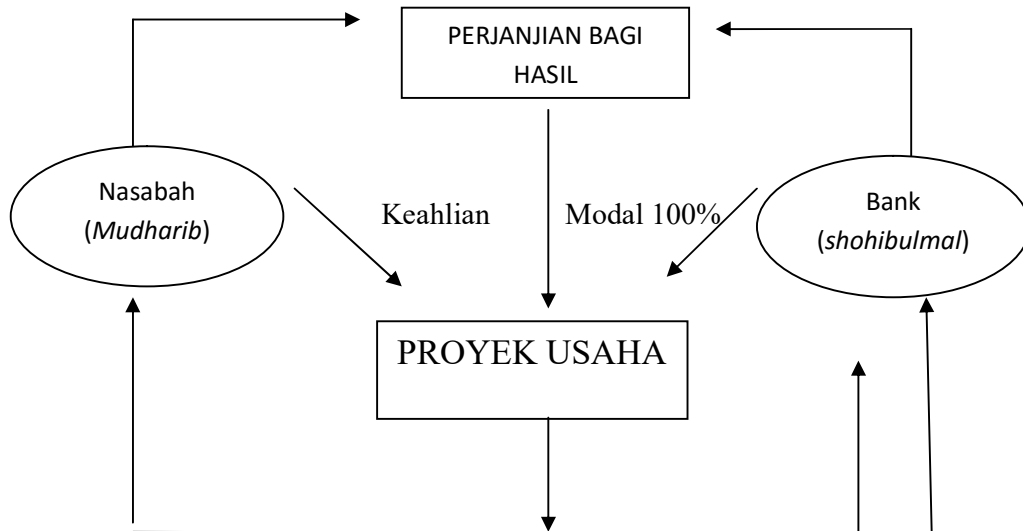 PERJANJIAN BAGI
HASIL
Nasabah
(Mudharib)
Keahlian
Modal 100%
Bank
(shohibulmal)
PROYEK USAHA